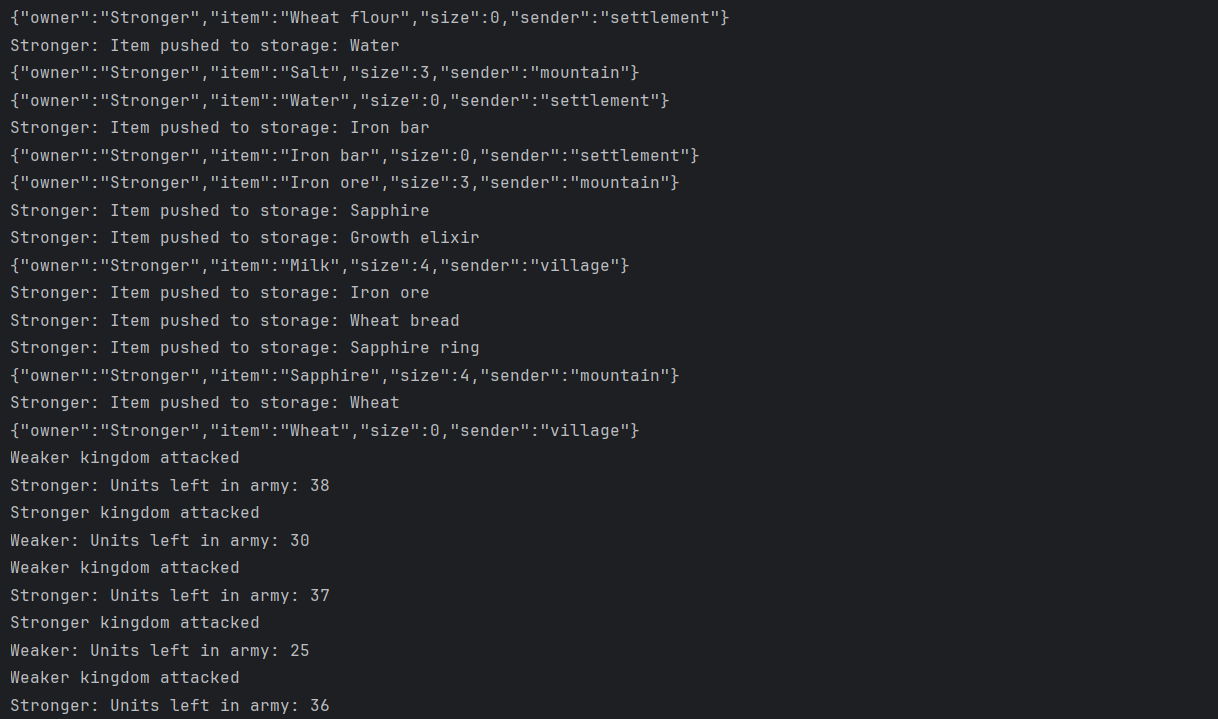 {"owner":"Stronger","item":"Wheat flour","size":0,"sender":"settlement"}
Stronger: Item pushed to storage: Water
{"owner":"Stronger","item":"Salt","size":3,"sender":"mountain"}
{"owner":"Stronger","item":"Water","size":0,"sender":"settlement"}
Stronger: Item pushed to storage: Iron bar
{"owner":"Stronger","item":"Iron bar","size":0,"sender":"settlement"}
{"owner":"Stronger","item":"Iron ore","size":3,"sender":"mountain"}
Stronger: Item pushed to storage: Sapphire
Stronger: Item pushed to storage: Growth elixir
{"owner":"Stronger","item":"Milk","size":4,"sender":"village"}
Stronger: Item pushed to storage: Iron ore
Stronger: Item pushed to storage: Wheat bread
Stronger: Item pushed to storage: Sapphire ring
{"owner":"Stronger","item":"Sapphire","size":4,"sender":"mountain"}
Stronger: Item pushed to storage: Wheat
{"owner":"Stronger","item":"Wheat","size":0,"sender":"village"}
Weaker kingdom attacked
Stronger: Units left in army: 38
Stronger kingdom attacked
Weaker: Units left in army: 30
Weaker kingdom attacked
Stronger: Units left in army: 37
Stronger kingdom attacked
Weaker: Units left in army: 25
Weaker kingdom attacked
Stronger: Units left in army: 36